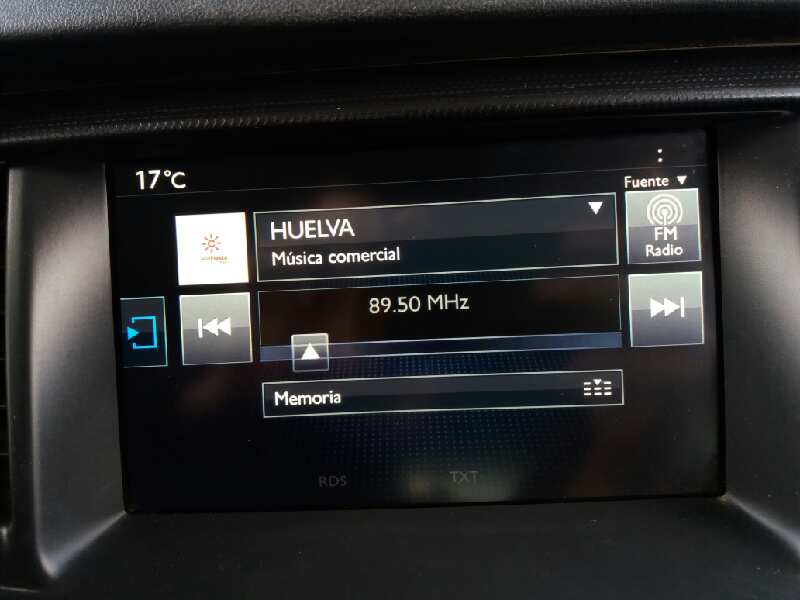 17°C
Fuente
HUELVA
Música comercial
FM
Radio
89.50 MHz
Memoria
RDS
TXT